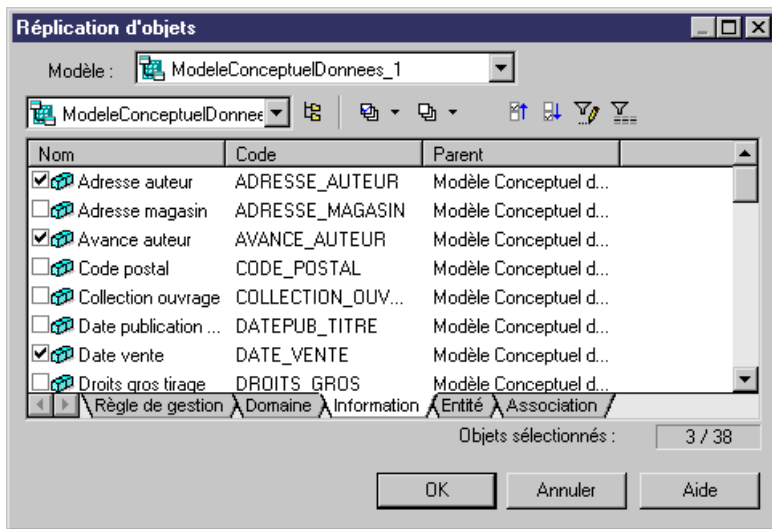 Réplication d'objets
Modèle : ModeleConceptuelDonnees_1
ModeleConceptuelDonnee
Nom Code Parent
Adresse auteur ADRESSE_AUTEUR Modèle Conceptuel d...
Adresse magasin ADRESSE_MAGASIN Modèle Conceptuel d...
Avance auteur AVANCE_AUTEUR Modèle Conceptuel d...
Code postal CODE_POSTAL Modèle Conceptuel d...
Collection ouvrage COLLECTION_OUV... Modèle Conceptuel d...
Date publication ... DATEPUB_TITRE Modèle Conceptuel d...
Date vente DATE_VENTE Modèle Conceptuel d...
Droits gros tirage DROITS_GROS Modèle Conceptuel d...
Règle de gestion Domaine Information Entité Association
Objets sélectionnés : 3 / 38
OK Annuler Aide